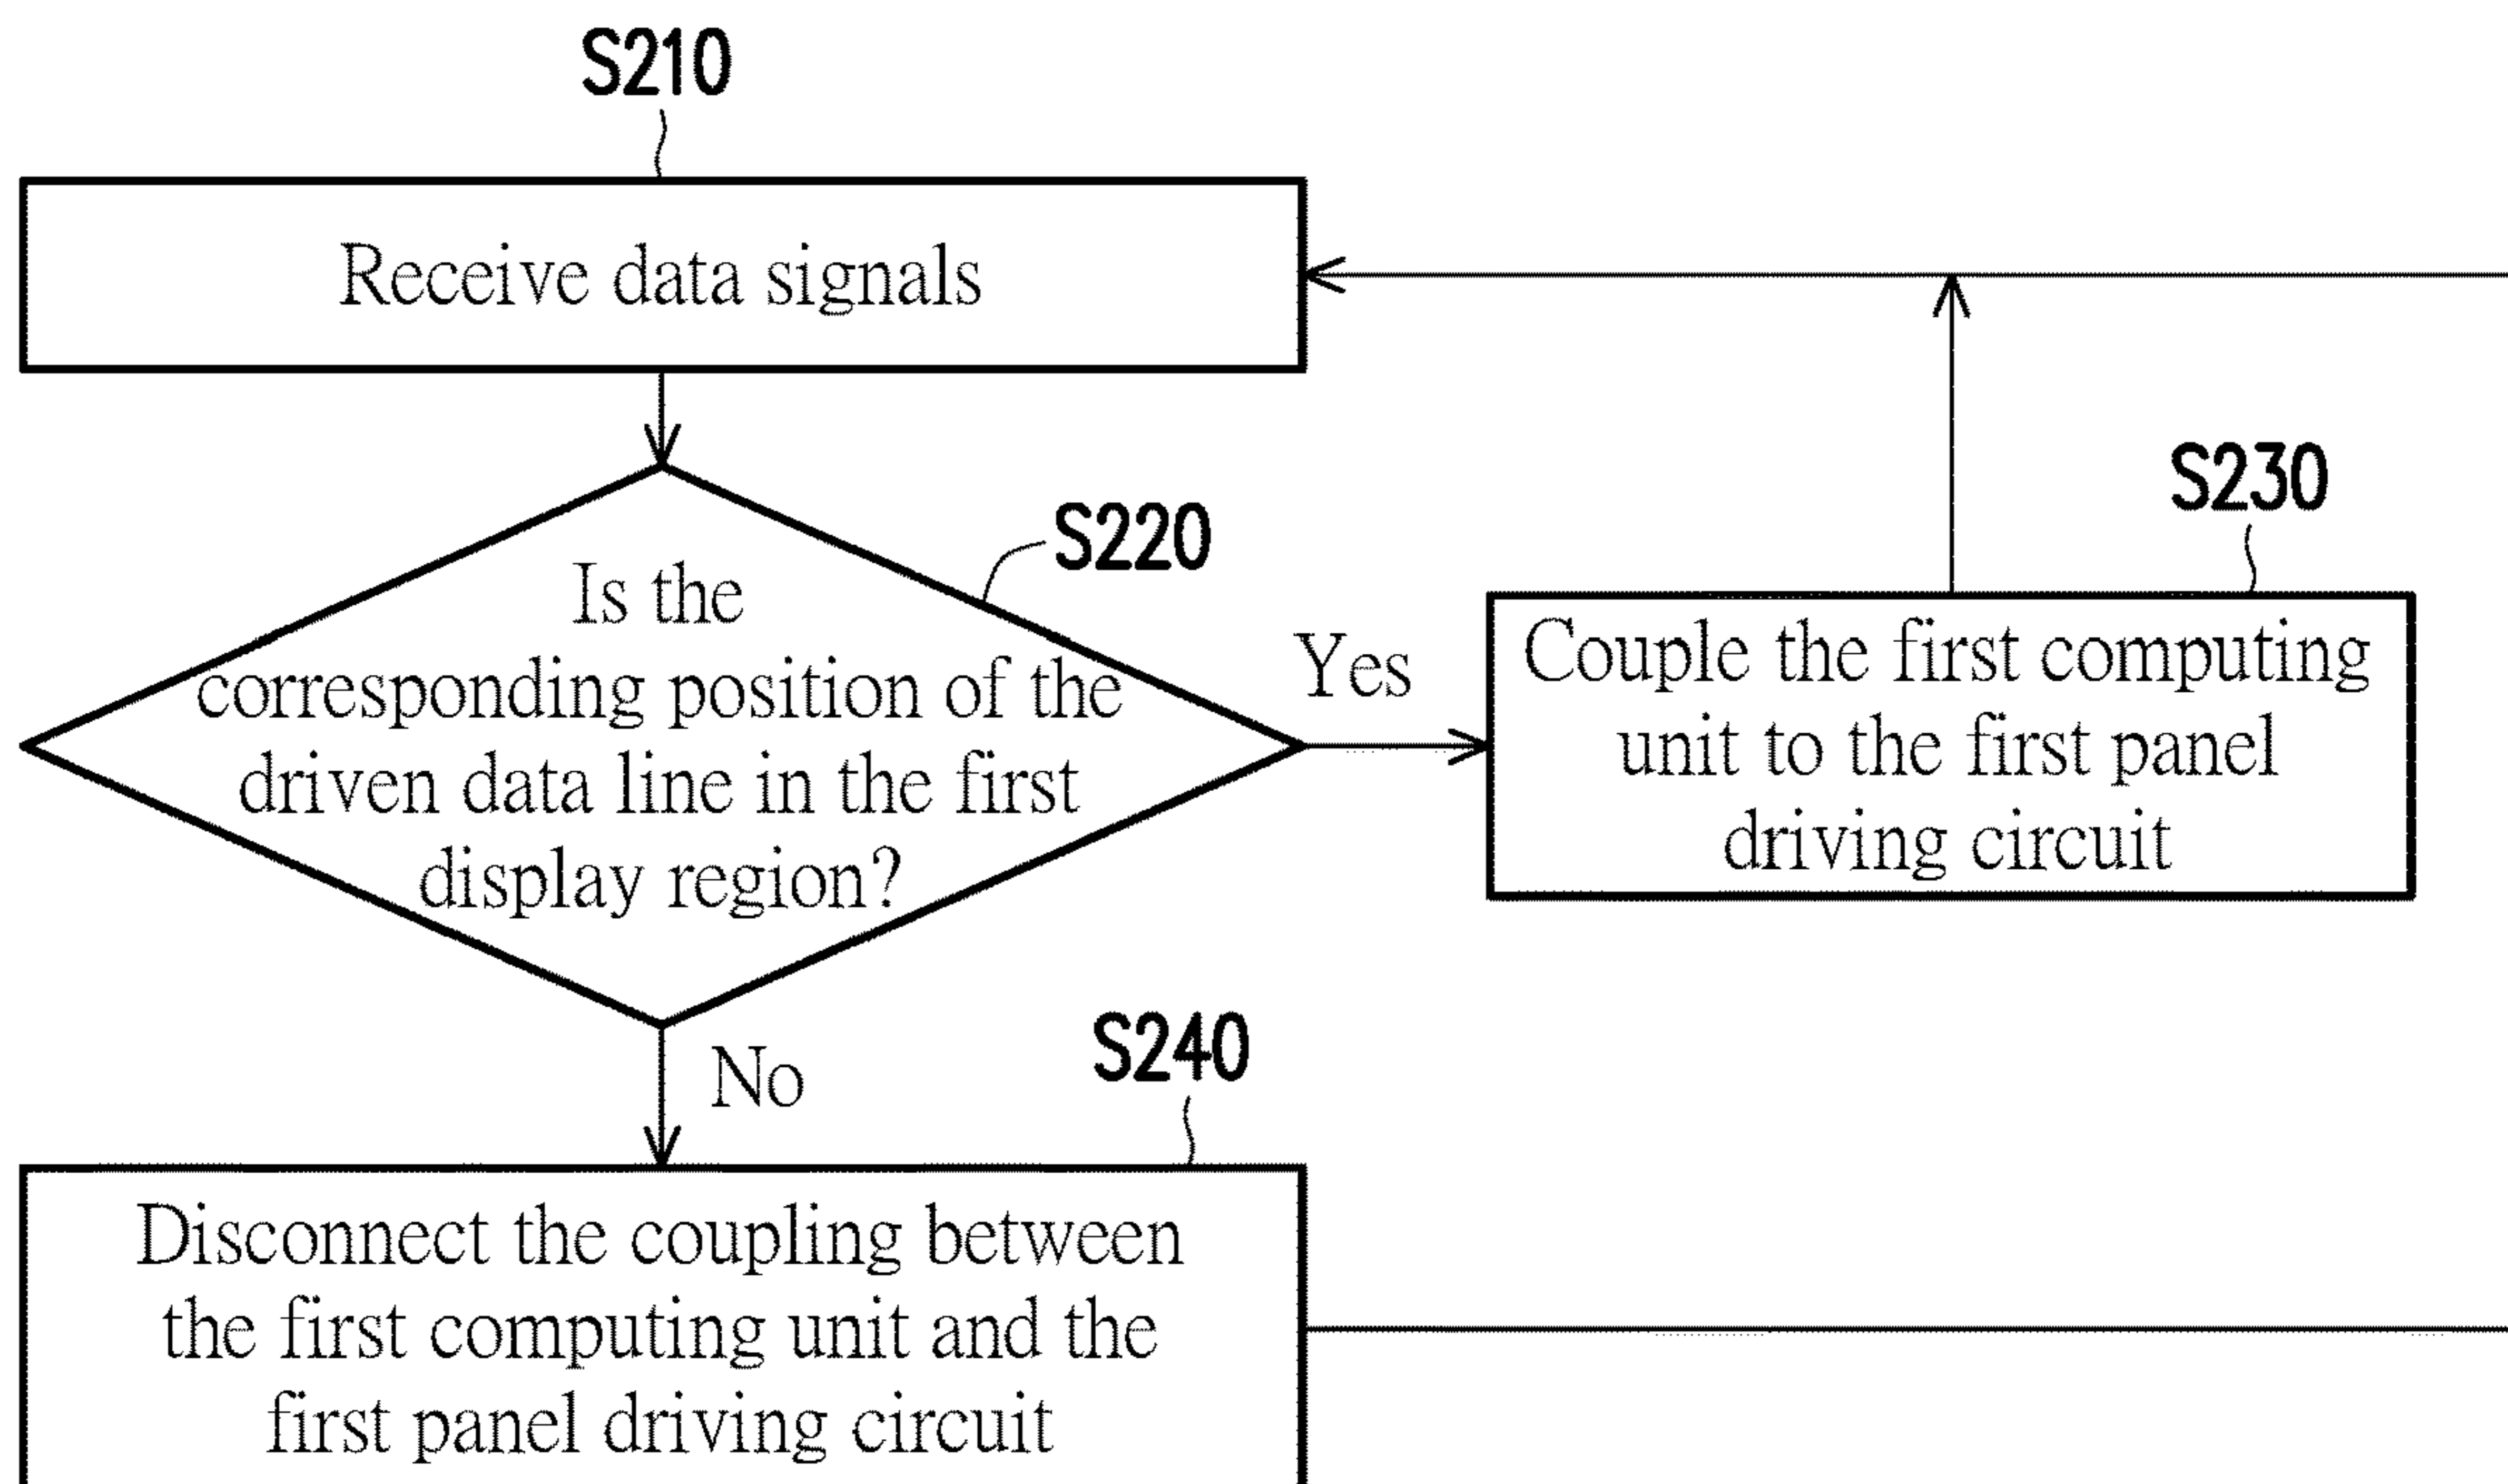 S210
Receive data signals
S220
Is the
corresponding position of the
driven data line in the first
display region?
Yes
S230
Couple the first computing
unit to the first panel
driving circuit
No
S240
Disconnect the coupling between
the first computing unit and the
first panel driving circuit